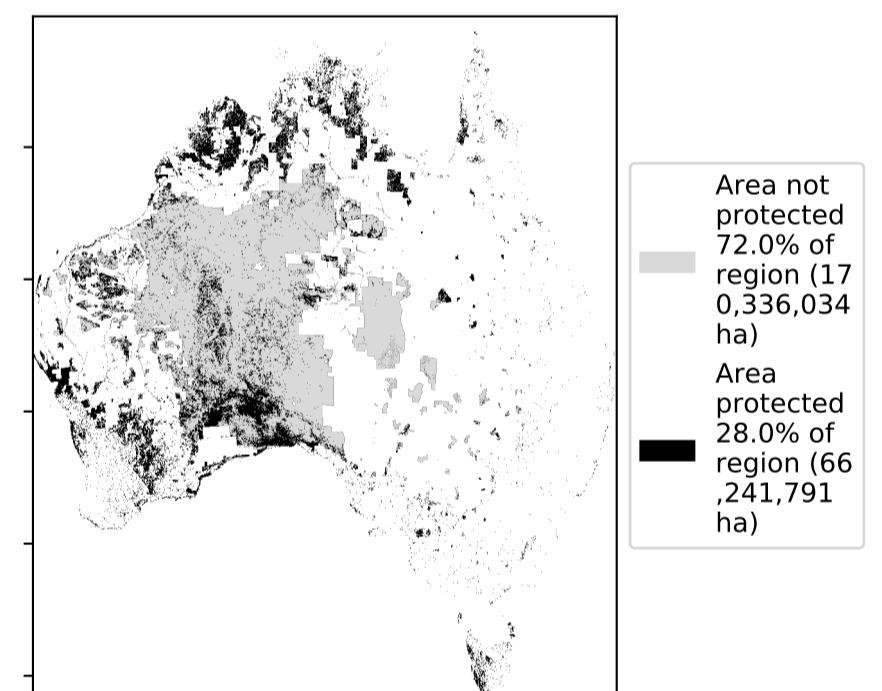 Area not
protected
72.0% of
region (17
0,336,034
ha)
Area
protected
28.0% of
region (66
,241,791
ha)